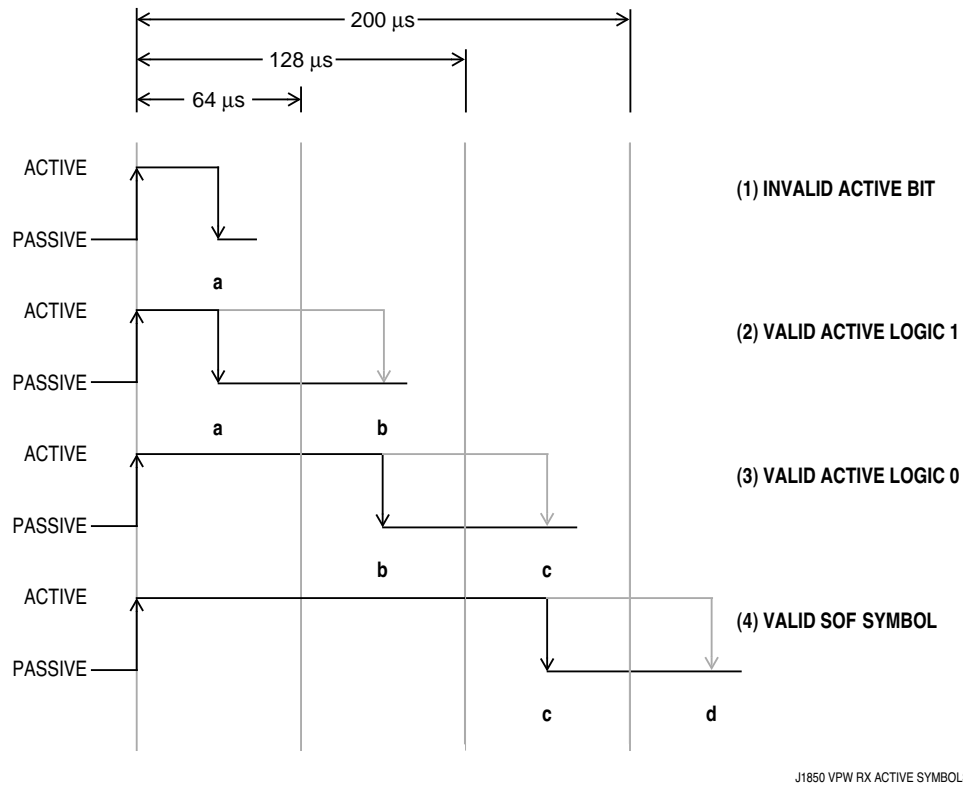 200 μs
128 μs
64 μs
ACTIVE
(1) INVALID ACTIVE BIT
PASSIVE
a
ACTIVE
(2) VALID ACTIVE LOGIC 1
PASSIVE
a b
ACTIVE
(3) VALID ACTIVE LOGIC 0
PASSIVE
b c
ACTIVE
(4) VALID SOF SYMBOL
PASSIVE
c d
J1850 VPW RX ACTIVE SYMBOL